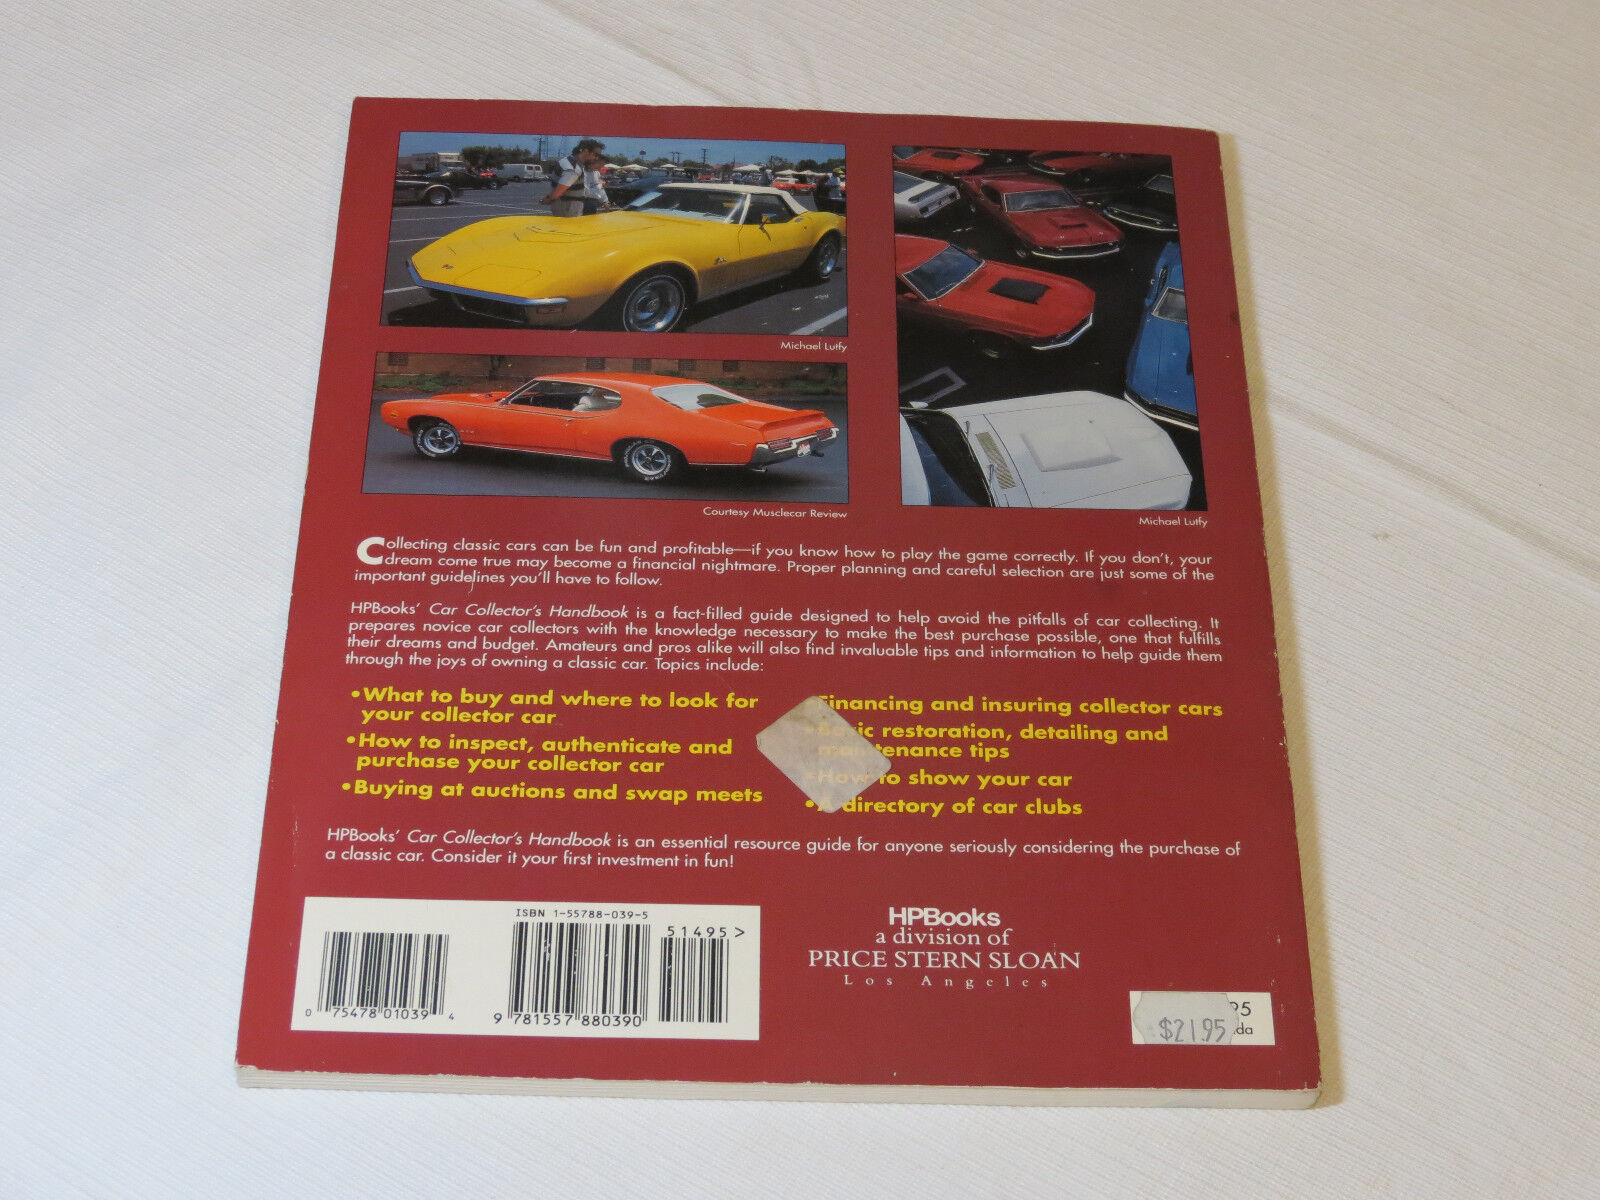 Michael Lutfy
Courtesy Musclecar Review
Michael Lutfy
Collecting classic cars can be fun and profitable—if you know how to play the game correctly. If you don't, your
dream come true may become a financial nightmare. Proper planning and careful selection are just some of the
important guidelines you'll have to follow.
HPBooks' Car Collector's Handbook is a fact-filled guide designed to help avoid the pitfalls of car collecting. It
prepares novice car collectors with the knowledge necessary to make the best purchase possible, one that fulfills
their dreams and budget. Amateurs and pros alike will also find invaluable tips and information to help guide them
through the joys of owning a classic car. Topics include:
•What to buy and where to look for
your collector car
•How to inspect, authenticate and
purchase your collector car
•Buying at auctions and swap meets
Financing and insuring collector cars
•Basic restoration, detailing and
maintenance tips
•How to show your car
•A directory of car clubs
HPBooks' Car Collector's Handbook is an essential resource guide for anyone seriously considering the purchase of
a classic car. Consider it your first investment in fun!
ISBN 1-55788-039-5
51495>
0 75478 01039 4
9 781557 880390
HPBooks
a division of
PRICE STERN SLOAN
Los Angeles
95
$21.95 da